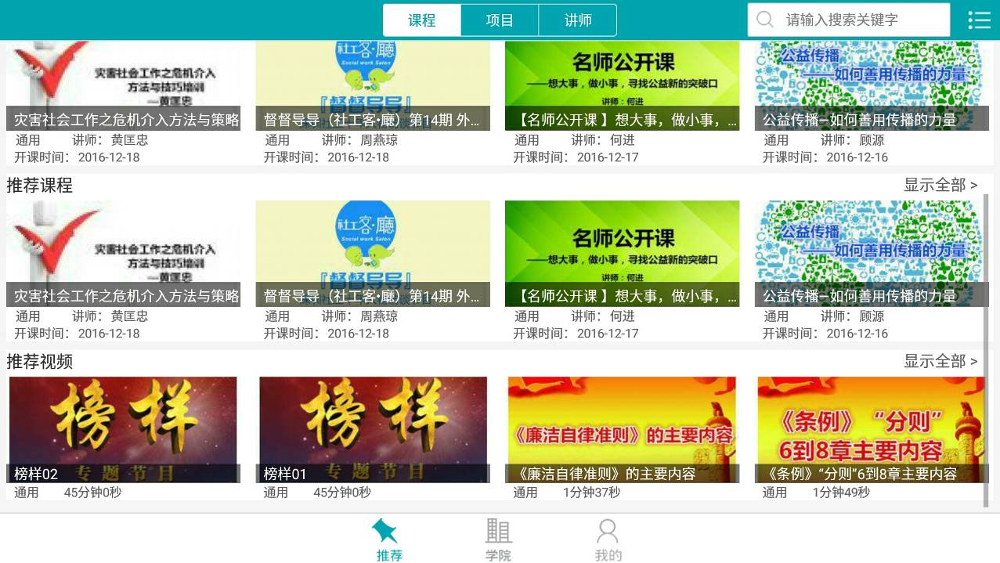 课程
项目
讲师
请输入搜索关键字
灾害社会工作之危机介入
方法与技巧培训
—黄匡忠
灾害社会工作之危机介入方法与策略
通用 讲师：黄匡忠
开课时间：2016-12-18
社工客·廳
Social work Salon
『督督导导』
督督导导（社工客·廰）第14期 外...
通用 讲师：周燕琼
开课时间：2016-12-18
名师公开课
——想大事，做小事，寻找公益新的突破口
讲师：何进
【名师公开课 】想大事，做小事，...
通用 讲师：何进
开课时间：2016-12-17
公益传播
——如何善用传播的力量
公益传播—如何善用传播的力量
通用 讲师：顾源
开课时间：2016-12-16
推荐课程
显示全部 >
灾害社会工作之危机介入
方法与技巧培训
—黄匡忠
灾害社会工作之危机介入方法与策略
通用 讲师：黄匡忠
开课时间：2016-12-18
社工客·廳
Social work Salon
『督督导导』
督督导导（社工客·廰）第14期 外...
通用 讲师：周燕琼
开课时间：2016-12-18
名师公开课
——想大事，做小事，寻找公益新的突破口
讲师：何进
【名师公开课 】想大事，做小事，...
通用 讲师：何进
开课时间：2016-12-17
公益传播
——如何善用传播的力量
公益传播—如何善用传播的力量
通用 讲师：顾源
开课时间：2016-12-16
推荐视频
显示全部 >
榜样
专题节目
榜样02
通用 45分钟0秒
榜样
专题节目
榜样01
通用 45分钟0秒
《廉洁自律准则》的主要内容
《廉洁自律准则》的主要内容
通用 1分钟37秒
《条例》“分则”
6到8章主要内容
《条例》“分则”6到8章主要内容
通用 1分钟49秒
推荐
学院
我的